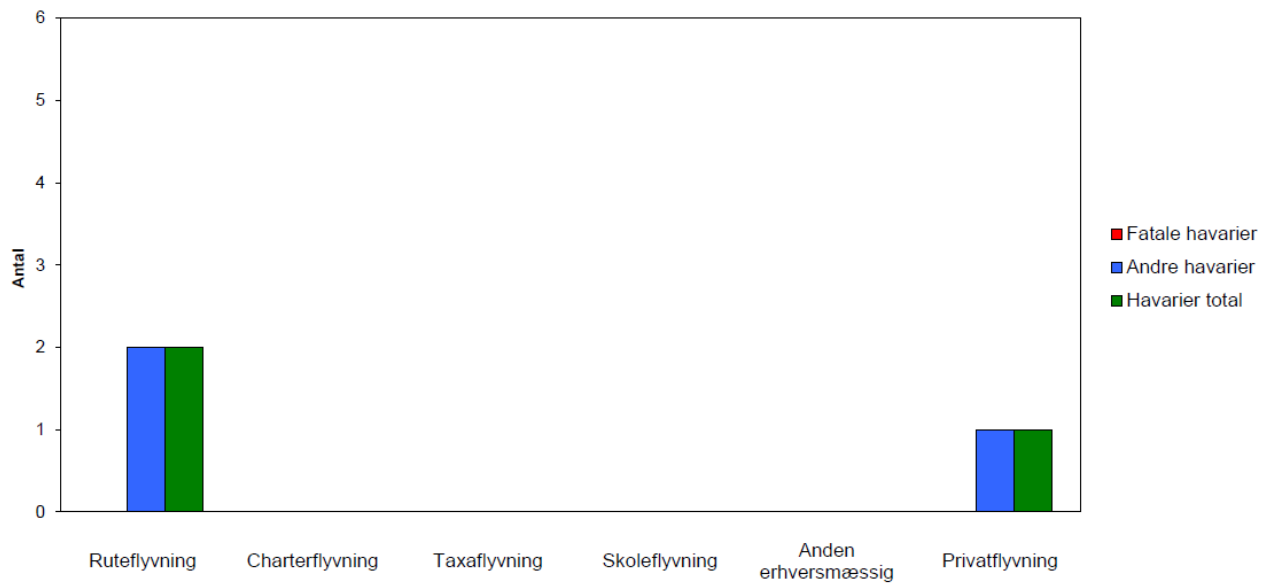 6
5
4
3
2
1
0
Antal
Ruteflyvning
Charterflyvning
Taxaflyvning
Skoleflyvning
Anden
erhversmæssig
Privatflyvning
Fatale havarier
Andre havarier
Havarier total